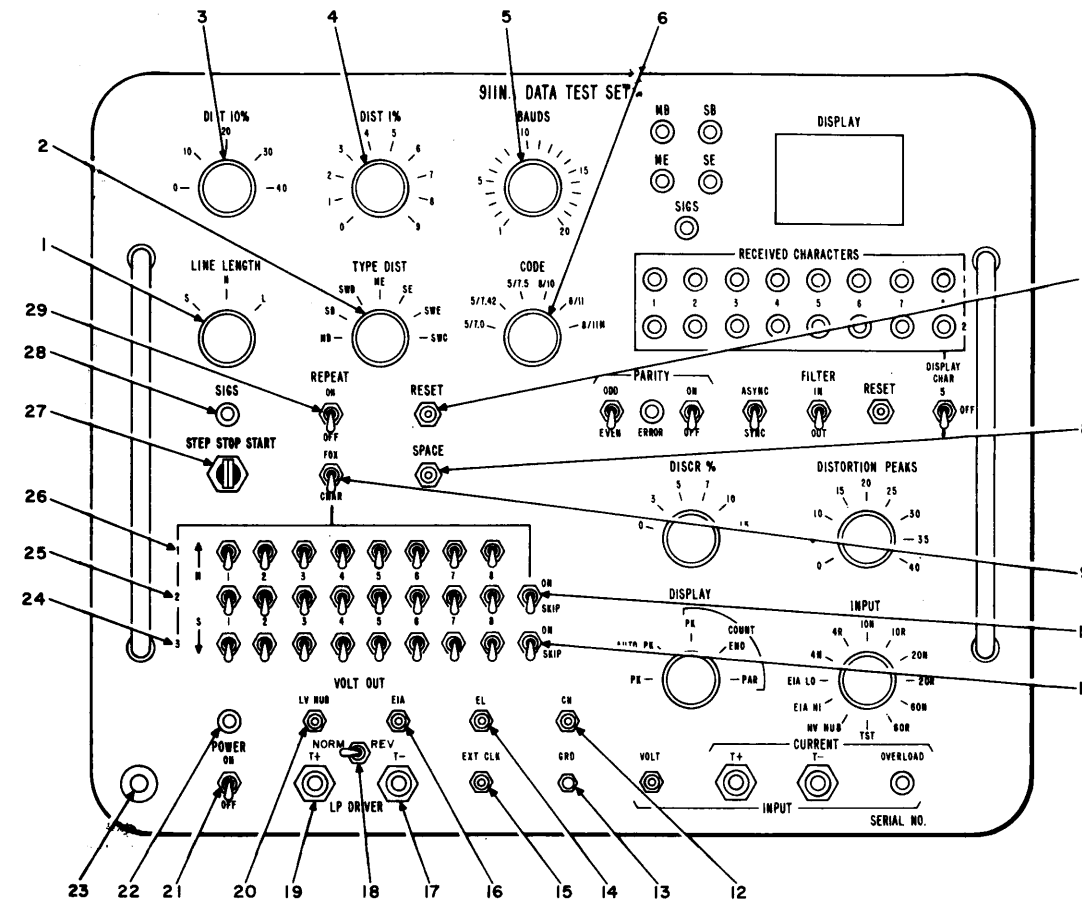 3 4 5 6
911N. DATA TEST SET
DIST 10% DIST 1% BAUDS MB SB DISPLAY
20 4 5 10
10 30 3 6 15
2 0 40 2 7 5 ME SE
1 8
0 9 1 20 SIGS
RECEIVED CHARACTERS
1 LINE LENGTH TYPE DIST CODE
N ME 5/7.5 8/10
S L SWB SE 5/7.42 8/11 1 2 3 4 5 6 7
SB SWE
29 MB SWC 5/7.0 8/11N 2
28 SIGS REPEAT RESET PARITY FILTER DISPLAY CHAR
ON ODD ON ASYNC IN RESET 5
OFF EVEN ERROR OFF SYNC OUT OFF
27 STEP STOP START FOX SPACE
CHAR DISCR % DISTORTION PEAKS
5 7 15 20 25
3 10 10 30
26 0 15 35
1 M 0 40
1 2 3 4 5 6 7 8
25 2 ON SKIP DISPLAY INPUT
S 1 2 3 4 5 6 7 8 PK COUNT 10N
24 3 ON SKIP AUTO PK END 4R 10R
4N 20N
VOLT OUT PK PAR EIA LO 20R
LV NUB EIA EL CN EIA HI 60N
60R
TST
POWER NORM REV CURRENT
ON T+ T- EXT CLK GRD VOLT T+ T- OVERLOAD
OFF LP DRIVER INPUT
SERIAL NO.
23 22 21 20 19 18 17 16 15 14 13 12